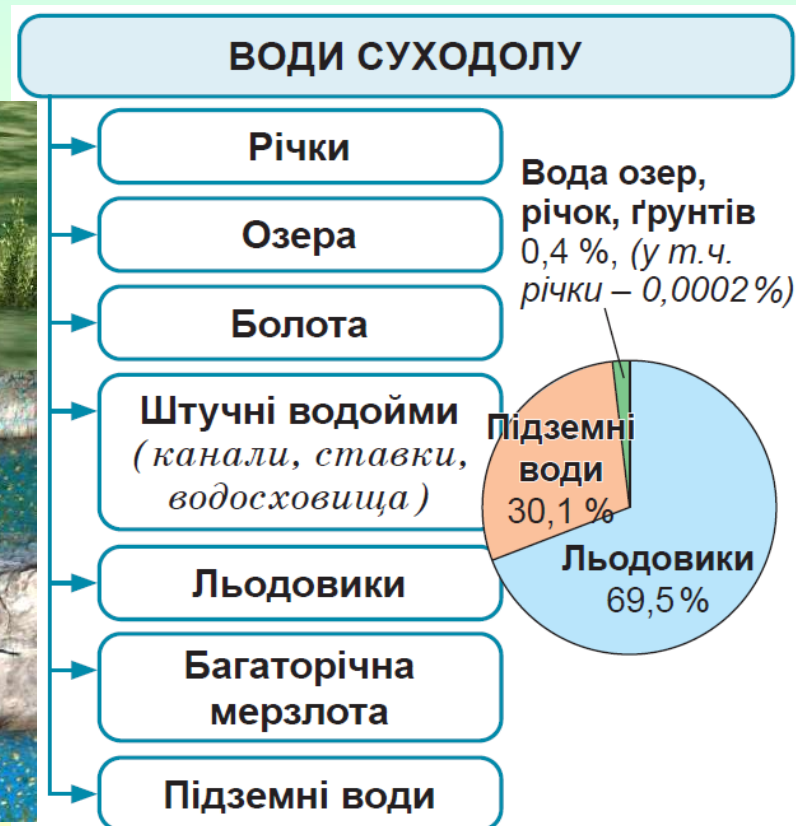 ВОДИ СУХОДОЛУ
Річки
Озера
Болота
Штучні водойми
(канали, ставки,
водосховища)
Льодовики
Багаторічна
мерзлота
Підземні води
Вода озер,
річок, ґрунтів
0,4 %, (у т.ч.
річки – 0,0002 %)
Підземні
води
30,1 %
Льодовики
69,5 %